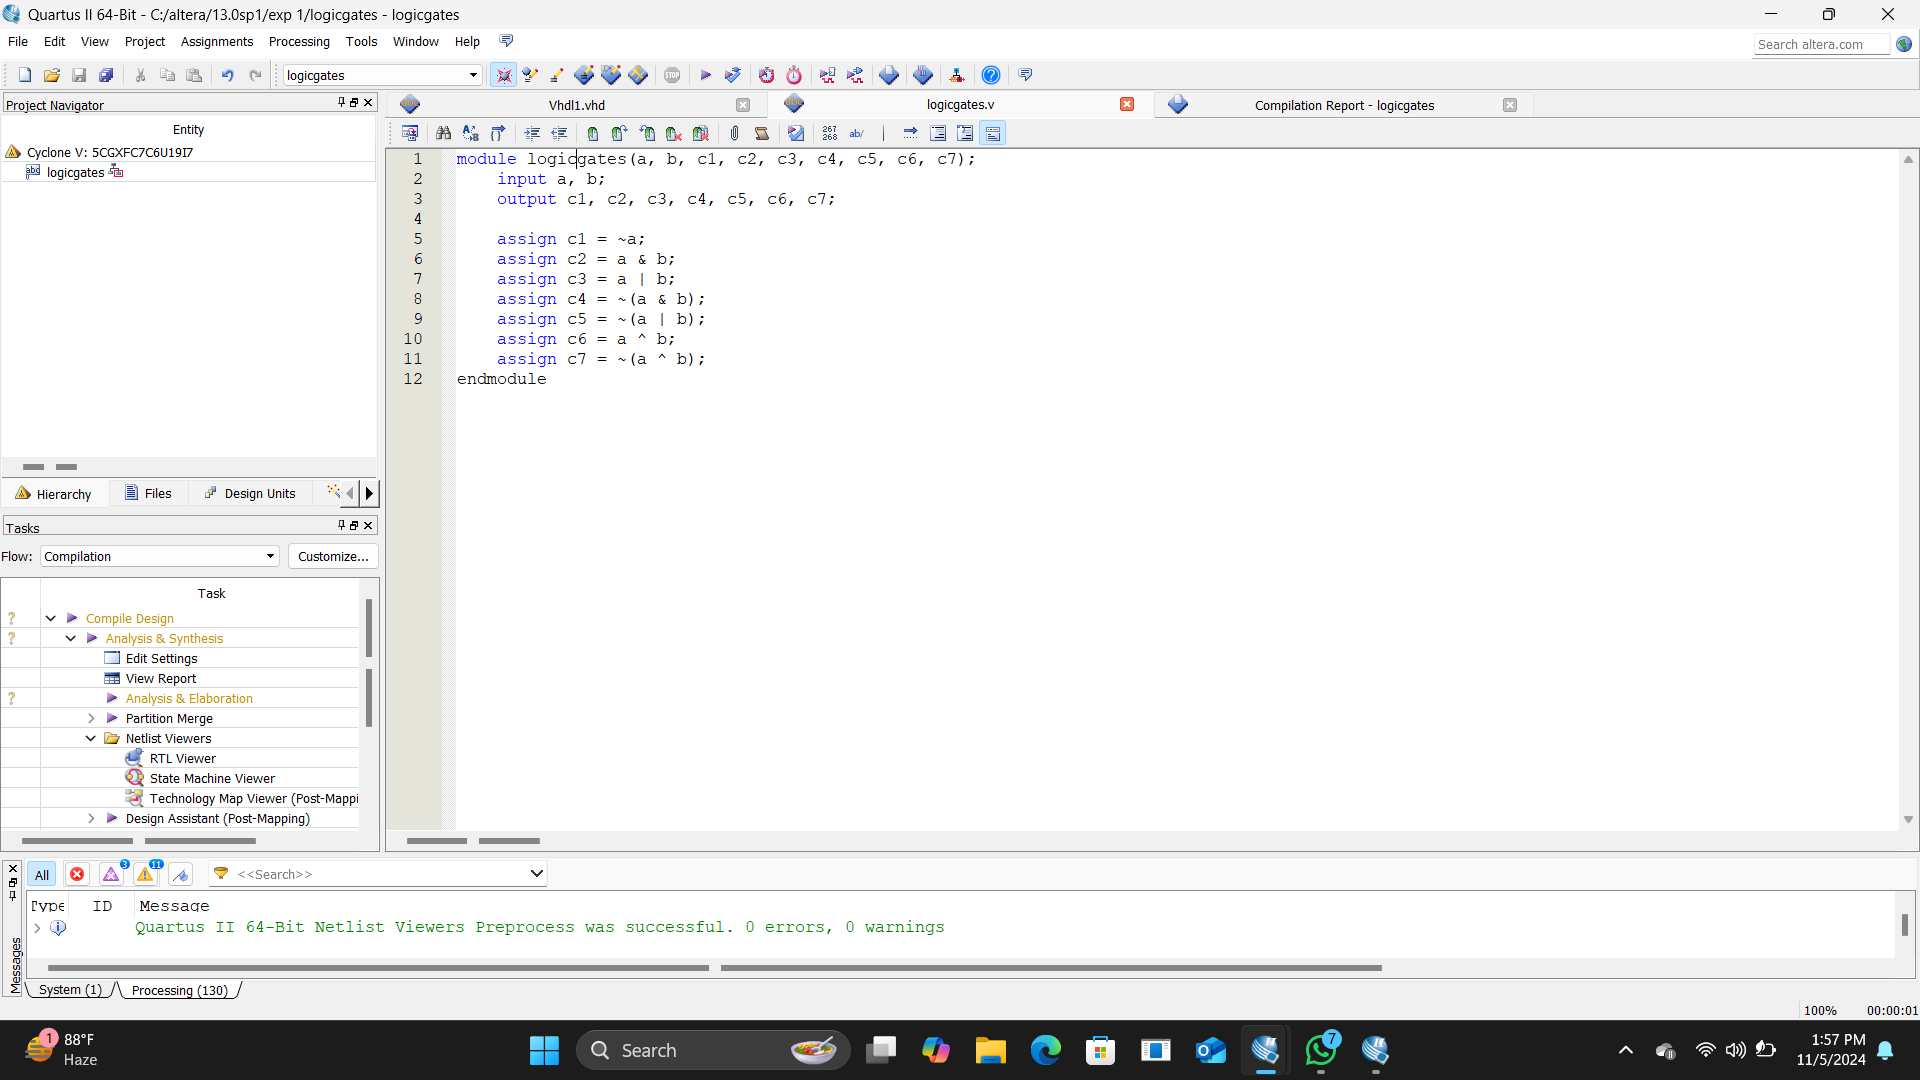 Quartus II 64-Bit - C:/altera/13.0sp1/exp 1/logicgates - logicgates
File Edit View Project Assignments Processing Tools Window Help
Search altera.com
logicgates
STOP
Project Navigator
Entity
Cyclone V: 5CGXFC7C6U19I7
abd logicgates
Hierarchy Files Design Units
Tasks
Flow: Compilation Customize...
Task
? Compile Design
? Analysis & Synthesis
Edit Settings
View Report
? Analysis & Elaboration
Partition Merge
Netlist Viewers
RTL Viewer
State Machine Viewer
Technology Map Viewer (Post-Mappi
Design Assistant (Post-Mapping)
Vhdl1.vhd logicgates.v Compilation Report - logicgates
267
268 ab/
1 module logicgates(a, b, c1, c2, c3, c4, c5, c6, c7);
2 input a, b;
3 output c1, c2, c3, c4, c5, c6, c7;
4
5 assign c1 = ~a;
6 assign c2 = a & b;
7 assign c3 = a | b;
8 assign c4 = ~(a & b);
9 assign c5 = ~(a | b);
10 assign c6 = a ^ b;
11 assign c7 = ~(a ^ b);
12 endmodule
All 3 11 <<Search>>
Type ID Message
Quartus II 64-Bit Netlist Viewers Preprocess was successful. 0 errors, 0 warnings
Messages
System (1) Processing (130)
100% 00:00:01
1 88°F
Haze
Search
7
1:57 PM
11/5/2024